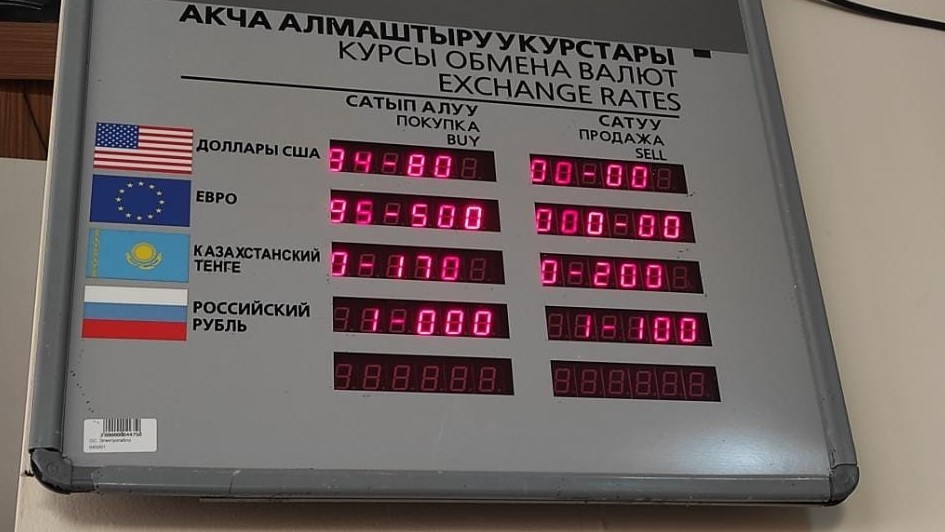 АКЧА АЛМАШТЫРУУ КУРСТАРЫ
КУРСЫ ОБМЕНА ВАЛЮТ
EXCHANGE RATES
САТЫП АЛУУ
ПОКУПКА
BUY
САТУУ
ПРОДАЖА
SELL
ДОЛЛАРЫ США 84-80 00-00
ЕВРО 95-500 000-00
КАЗАХСТАНСКИЙ
ТЕНГЕ 0-170 0-200
РОССИЙСКИЙ
РУБЛЬ 1-000 1-100